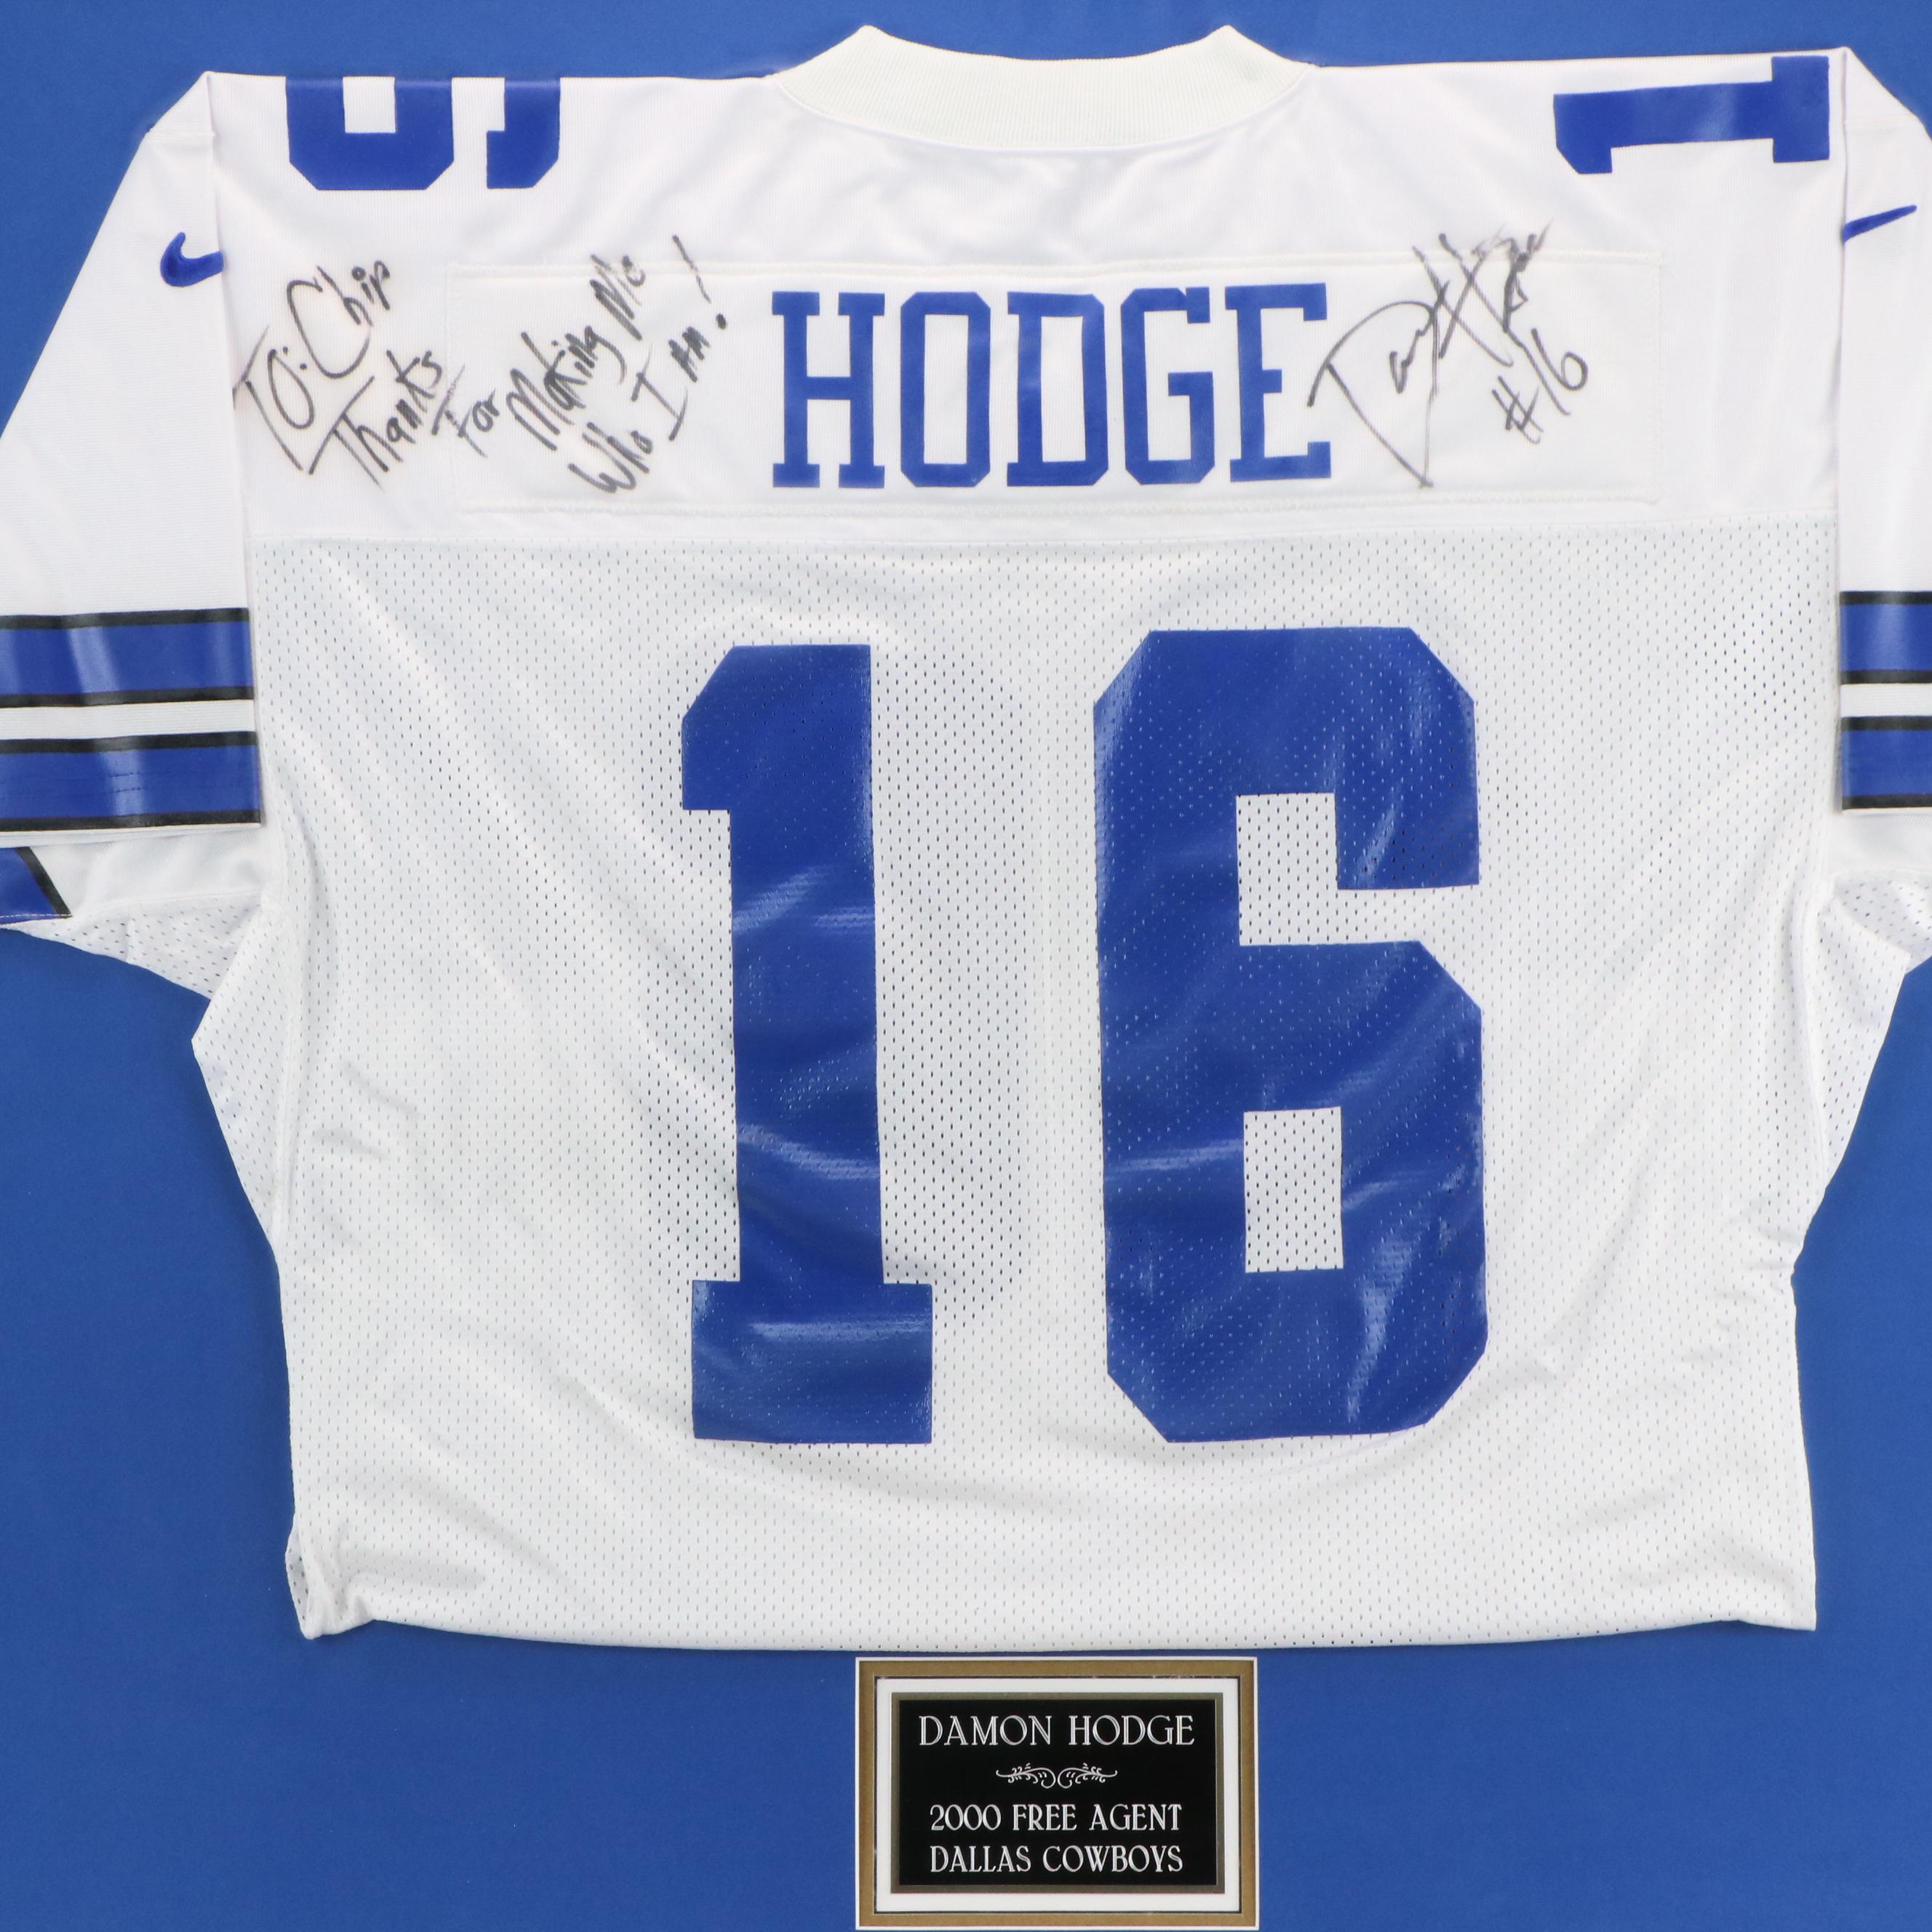 TO: Chip
Thanks
For Making Me
Who I Am!
HODGE
#16
16
DAMON HODGE
2000 FREE AGENT
DALLAS COWBOYS